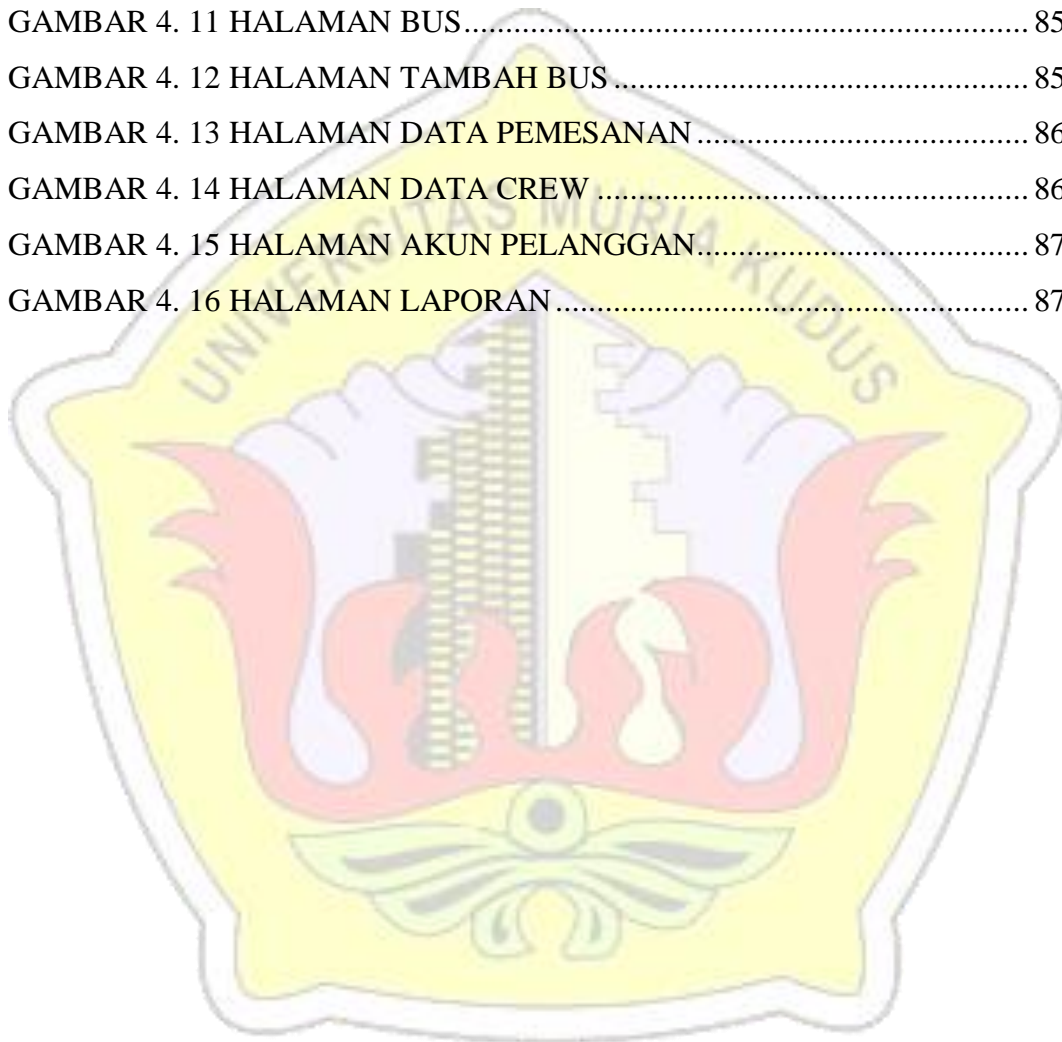 GAMBAR 4. 11 HALAMAN BUS........................................................................ 85
GAMBAR 4. 12 HALAMAN TAMBAH BUS..................................................... 85
GAMBAR 4. 13 HALAMAN DATA PEMESANAN.......................................... 86
GAMBAR 4. 14 HALAMAN DATA CREW....................................................... 86
GAMBAR 4. 15 HALAMAN AKUN PELANGGAN.......................................... 87
GAMBAR 4. 16 HALAMAN LAPORAN............................................................ 87
UNIVERSITAS MURIA KUDUS